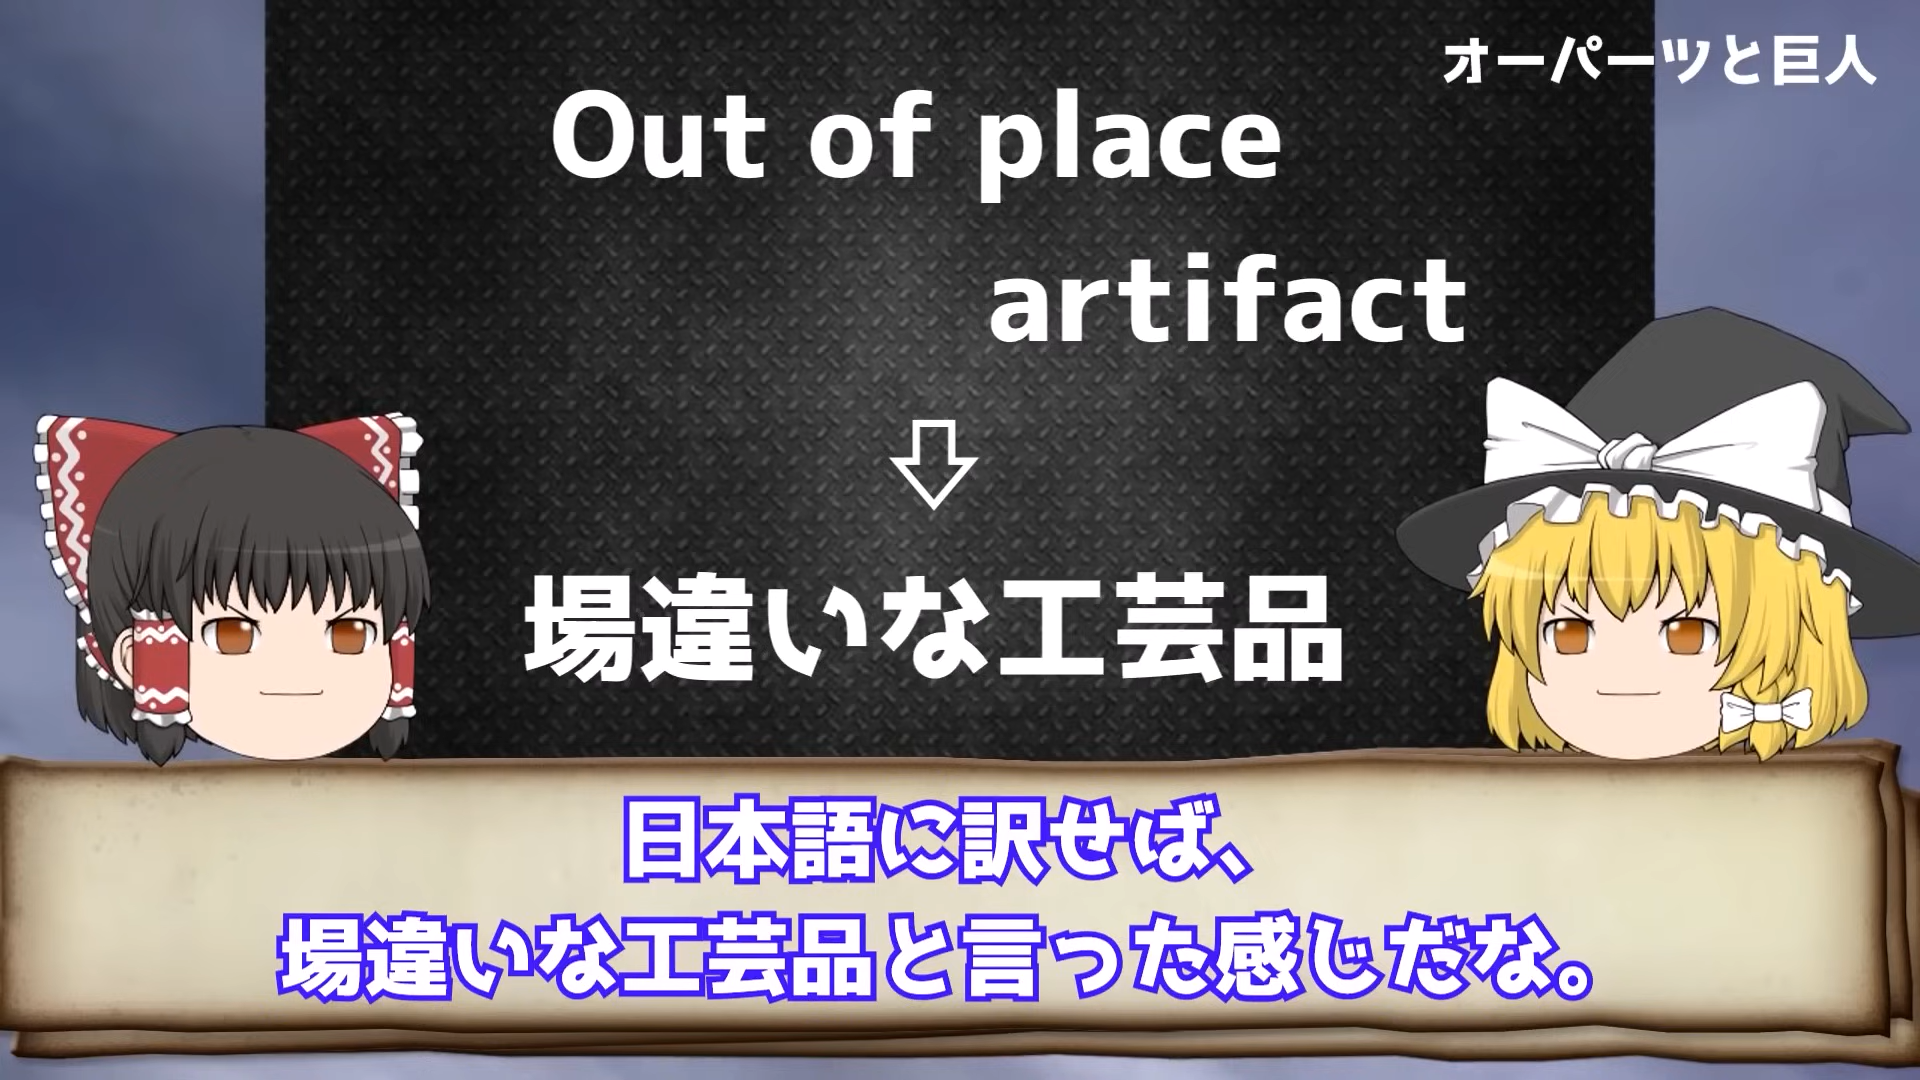 オーパーツと巨人
Out of place
artifact
場違いな工芸品
日本語に訳せば、
場違いな工芸品と言った感じだな。